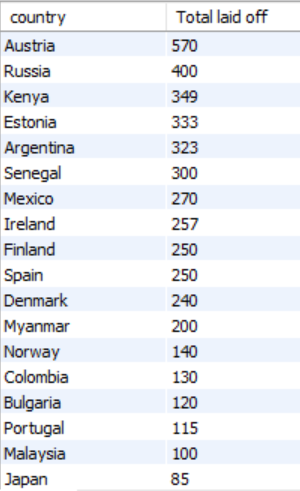 country Total laid off
Austria 570
Russia 400
Kenya 349
Estonia 333
Argentina 323
Senegal 300
Mexico 270
Ireland 257
Finland 250
Spain 250
Denmark 240
Myanmar 200
Norway 140
Colombia 130
Bulgaria 120
Portugal 115
Malaysia 100
Japan 85